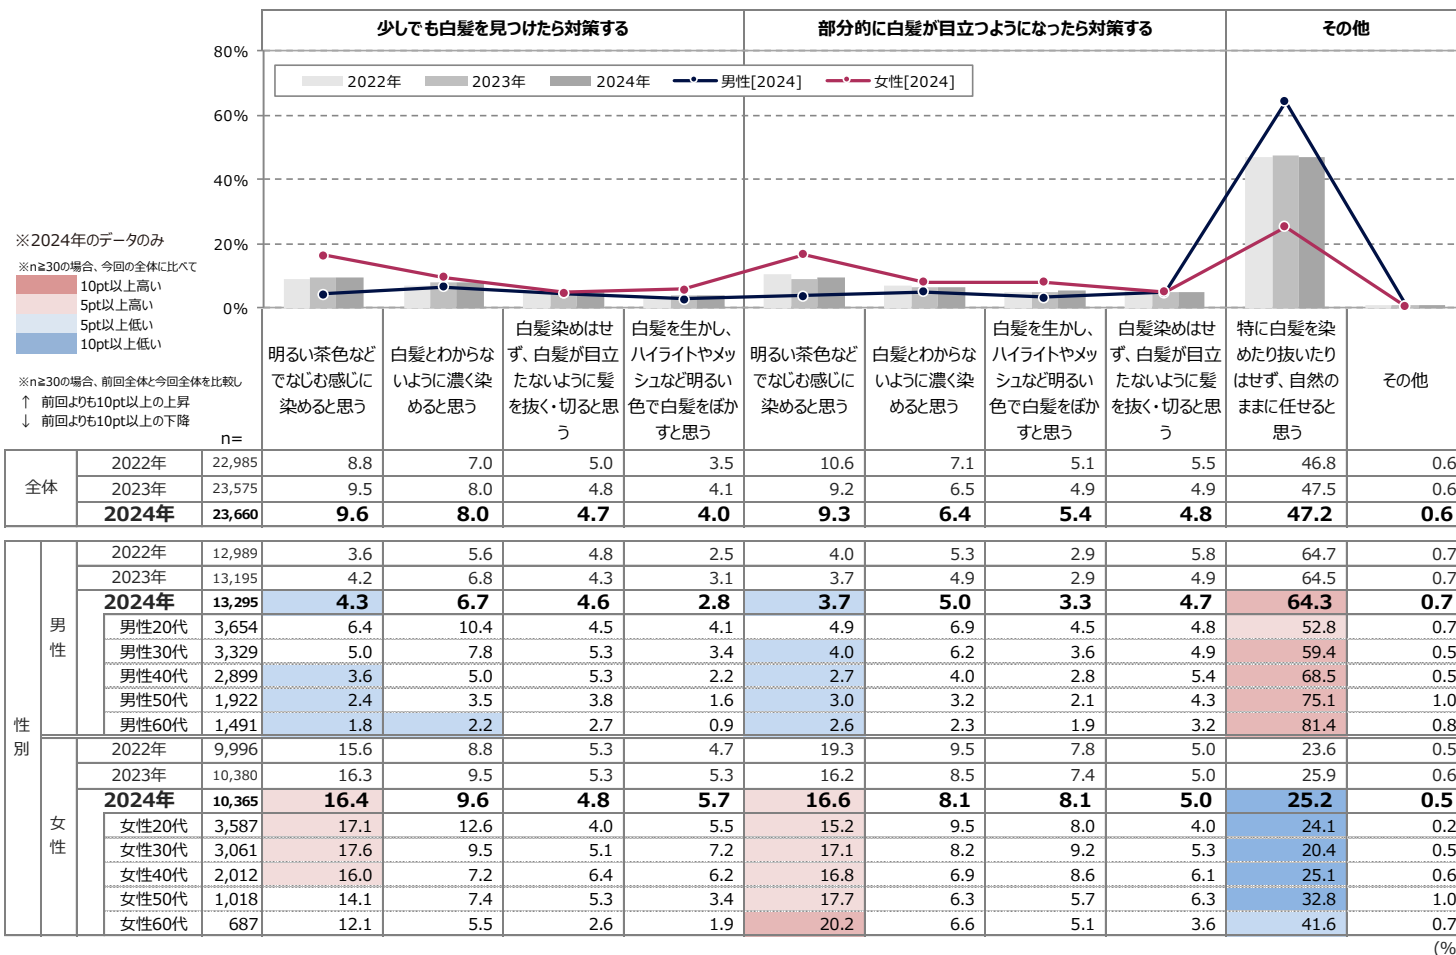 少しでも白髪を見つけたら対策する 部分的に白髪が目立つようになったら対策する その他
80%
60%
40%
20%
0%
2022年 2023年 2024年 男性[2024] 女性[2024]
※2024年のデータのみ
※n≧30の場合、今回の全体に比べて
10pt以上高い
5pt以上高い
5pt以上低い
10pt以上低い
※n≧30の場合、前回全体と今回全体を比較し
↑ 前回よりも10pt以上の上昇
↓ 前回よりも10pt以上の下降
n=
明るい茶色など
でなじむ感じに
染めると思う
白髪とわからな
いように濃く染
めると思う
白髪染めはせ
ず、白髪が目立
たないように髪
を抜く・切ると思
う
白髪を生かし、
ハイライトやメッ
シュなど明るい
色で白髪をぼか
すと思う
明るい茶色など
でなじむ感じに
染めると思う
白髪とわからな
いように濃く染
めると思う
白髪を生かし、
ハイライトやメッ
シュなど明るい
色で白髪をぼか
すと思う
白髪染めはせ
ず、白髪が目立
たないように髪
を抜く・切ると思
う
特に白髪を染
めたり抜いたり
はせず、自然の
ままに任せると
思う
その他
全体
2022年 22,985 8.8 7.0 5.0 3.5 10.6 7.1 5.1 5.5 46.8 0.6
2023年 23,575 9.5 8.0 4.8 4.1 9.2 6.5 4.9 4.9 47.5 0.6
2024年 23,660 9.6 8.0 4.7 4.0 9.3 6.4 5.4 4.8 47.2 0.6
性別
男性
2022年 12,989 3.6 5.6 4.8 2.5 4.0 5.3 2.9 5.8 64.7 0.7
2023年 13,195 4.2 6.8 4.3 3.1 3.7 4.9 2.9 4.9 64.5 0.7
2024年 13,295 4.3 6.7 4.6 2.8 3.7 5.0 3.3 4.7 64.3 0.7
男性20代 3,654 6.4 10.4 4.5 4.1 4.9 6.9 4.5 4.8 52.8 0.7
男性30代 3,329 5.0 7.8 5.3 3.4 4.0 6.2 3.6 4.9 59.4 0.5
男性40代 2,899 3.6 5.0 5.3 2.2 2.7 4.0 2.8 5.4 68.5 0.5
男性50代 1,922 2.4 3.5 3.8 1.6 3.0 3.2 2.1 4.3 75.1 1.0
男性60代 1,491 1.8 2.2 2.7 0.9 2.6 2.3 1.9 3.2 81.4 0.8
女性
2022年 9,996 15.6 8.8 5.3 4.7 19.3 9.5 7.8 5.0 23.6 0.5
2023年 10,380 16.3 9.5 5.3 5.3 16.2 8.5 7.4 5.0 25.9 0.6
2024年 10,365 16.4 9.6 4.8 5.7 16.6 8.1 8.1 5.0 25.2 0.5
女性20代 3,587 17.1 12.6 4.0 5.5 15.2 9.5 8.0 4.0 24.1 0.2
女性30代 3,061 17.6 9.5 5.1 7.2 17.1 8.2 9.2 5.3 20.4 0.5
女性40代 2,012 16.0 7.2 6.4 6.2 16.8 6.9 8.6 6.1 25.1 0.6
女性50代 1,018 14.1 7.4 5.3 3.4 17.7 6.3 5.7 6.3 32.8 1.0
女性60代 687 12.1 5.5 2.6 1.9 20.2 6.6 5.1 3.6 41.6 0.7
(%